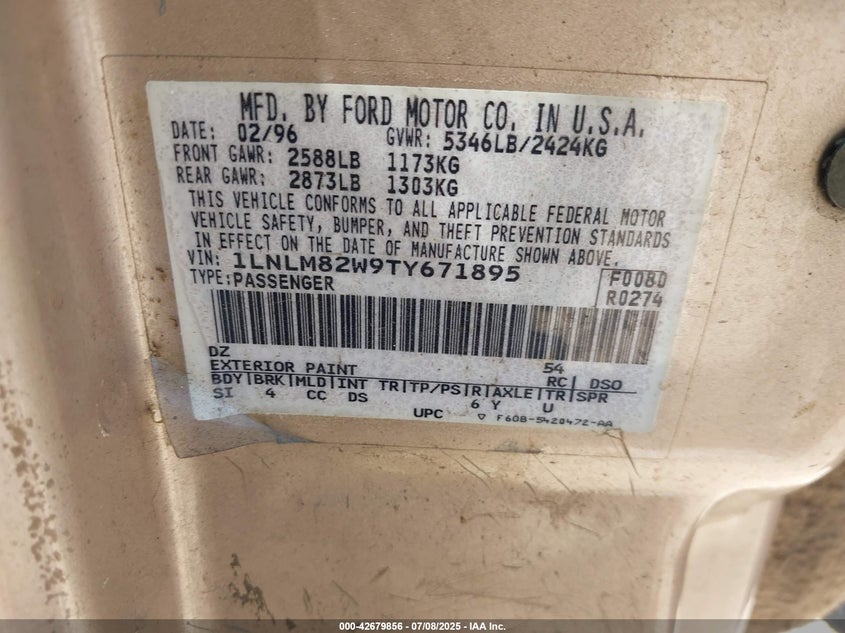 MFD. BY FORD MOTOR CO. IN U.S.A.
DATE: 02/96 GVWR: 5346LB/2424KG
FRONT GAWR: 2588LB 1173KG
REAR GAWR: 2873LB 1303KG
THIS VEHICLE CONFORMS TO ALL APPLICABLE FEDERAL MOTOR
VEHICLE SAFETY, BUMPER, AND THEFT PREVENTION STANDARDS
IN EFFECT ON THE DATE OF MANUFACTURE SHOWN ABOVE.
VIN: 1LNLM82W9TY671895
TYPE: PASSENGER
F0080
R0274
DZ
EXTERIOR PAINT 54 RC DSO
BDY|BRK|MLD|INT TR|TP/PS|R|AXLE|TR|SPR
SI 4 CC DS 6 Y U
UPC ▽ F60B-5420472-AA
000-42679856 - 07/08/2025 - IAA Inc.